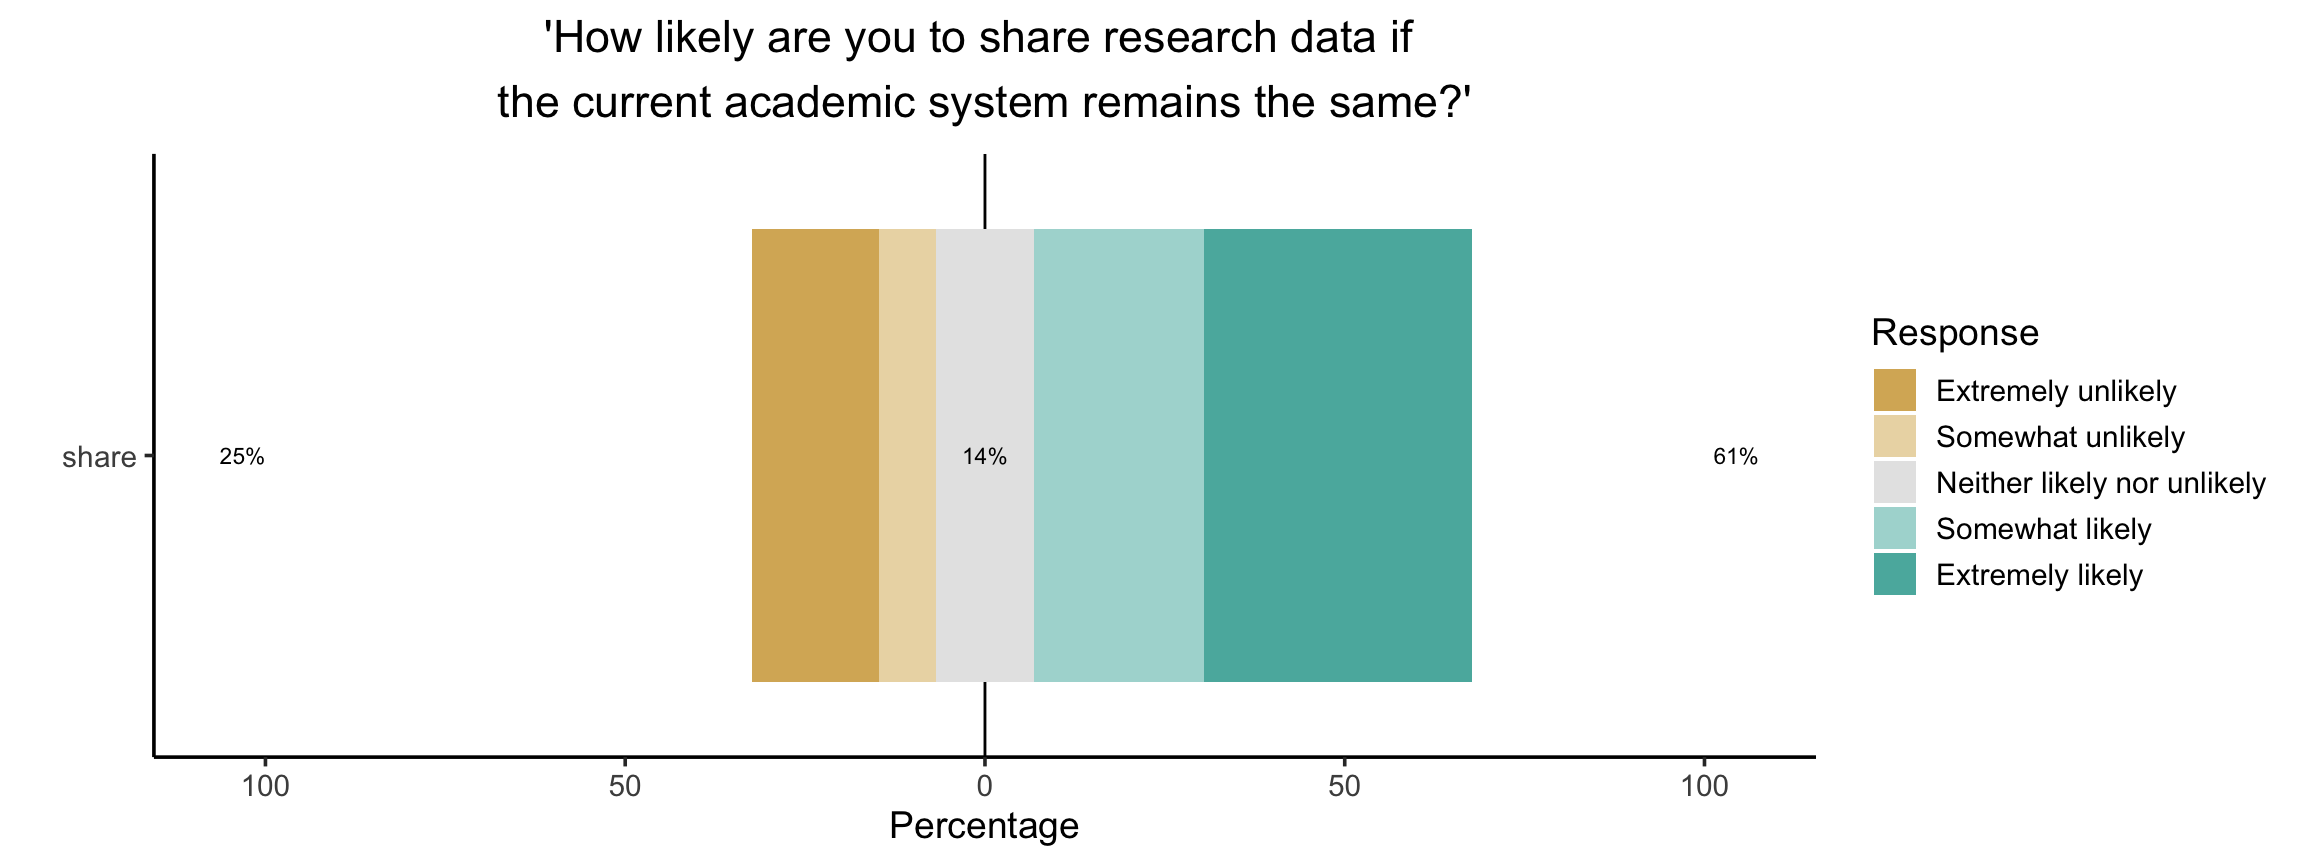 'How likely are you to share research data if
the current academic system remains the same?'
share
25%
14%
61%
100
50
0
50
100
Percentage
Response
Extremely unlikely
Somewhat unlikely
Neither likely nor unlikely
Somewhat likely
Extremely likely